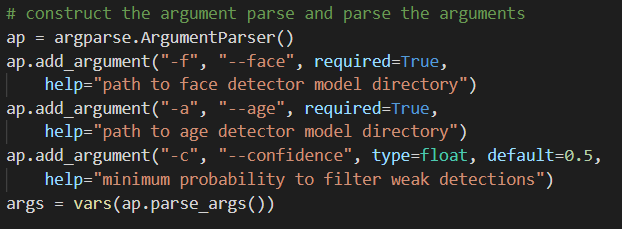 # construct the argument parse and parse the arguments
ap = argparse.ArgumentParser()
ap.add_argument("-f", "--face", required=True,
    help="path to face detector model directory")
ap.add_argument("-a", "--age", required=True,
    help="path to age detector model directory")
ap.add_argument("-c", "--confidence", type=float, default=0.5,
    help="minimum probability to filter weak detections")
args = vars(ap.parse_args())